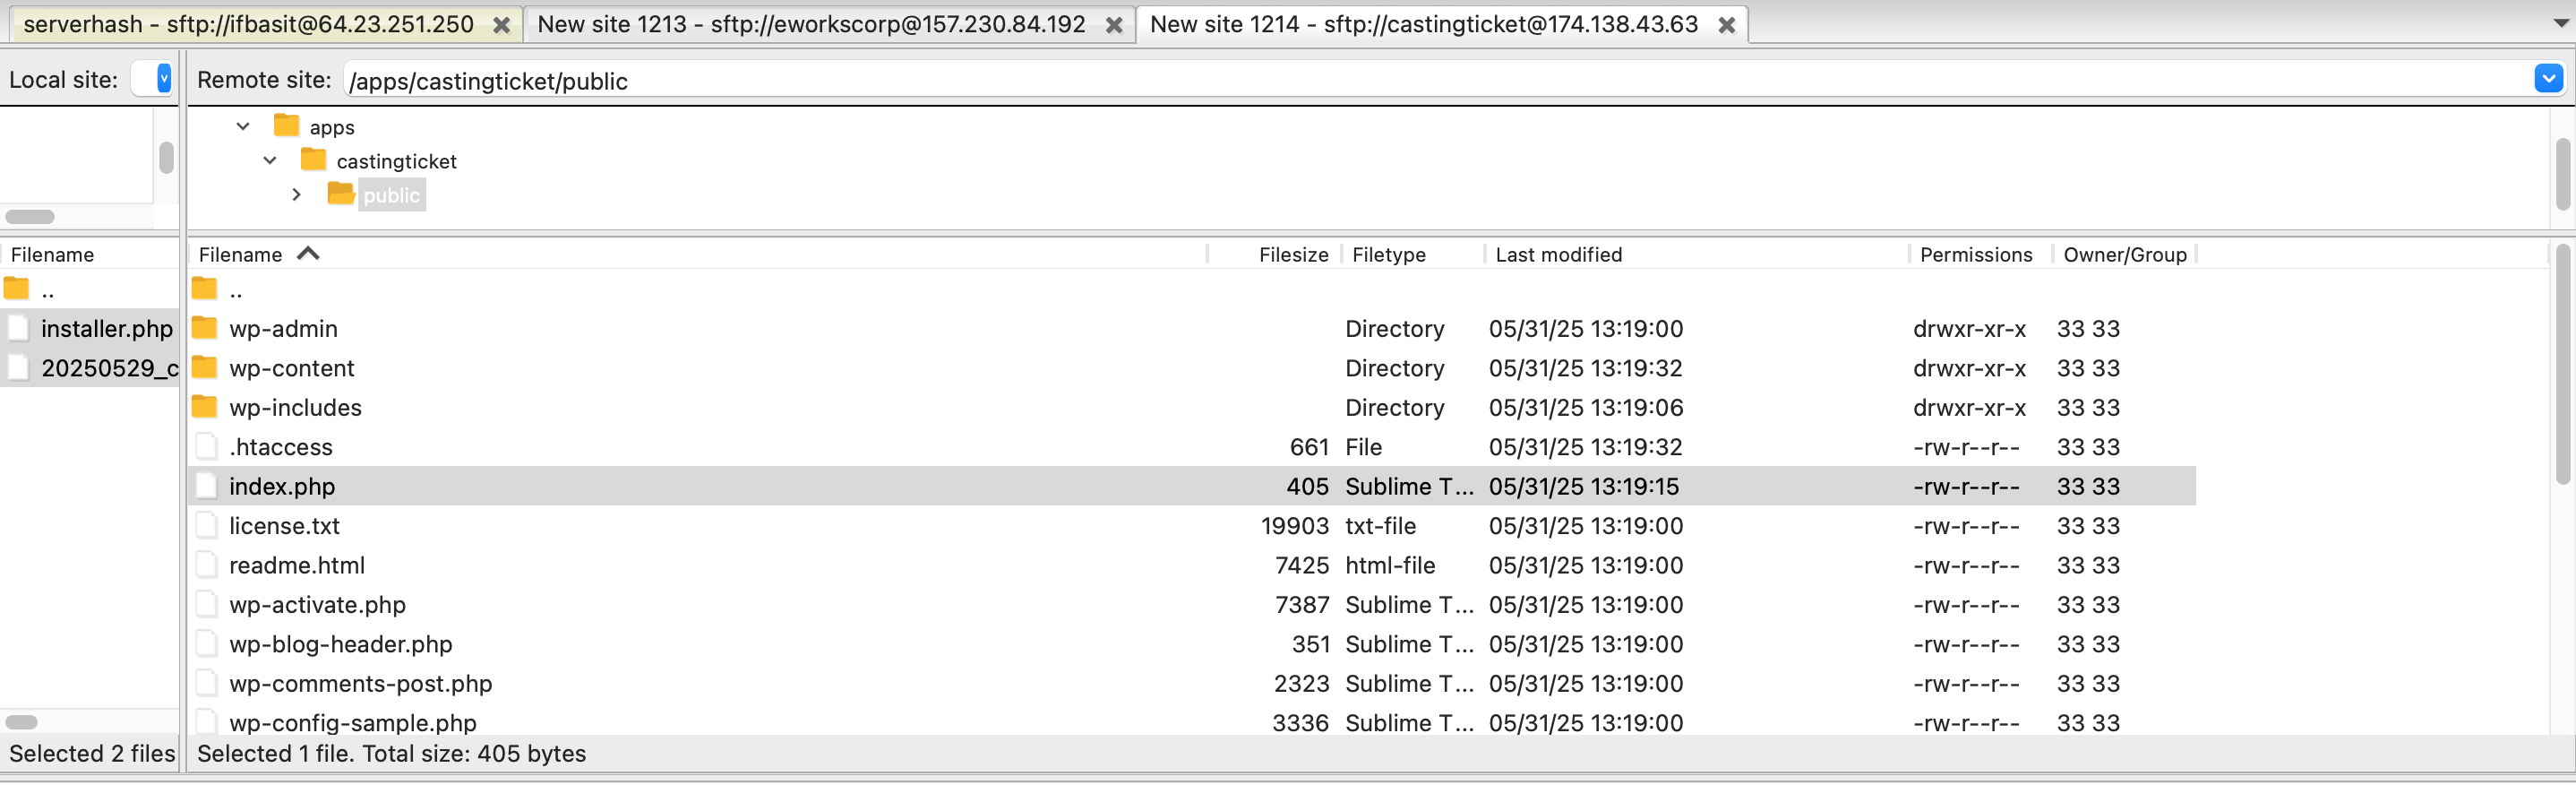 serverhash - sftp://ifbasit@64.23.251.250 New site 1213 - sftp://eworkscorp@157.230.84.192 New site 1214 - sftp://castingticket@174.138.43.63
Local site: Remote site: /apps/castingticket/public
apps
castingticket
public
Filename
..
installer.php
20250529_c
Selected 2 files
Filename Filesize Filetype Last modified Permissions Owner/Group
..
wp-admin Directory 05/31/25 13:19:00 drwxr-xr-x 33 33
wp-content Directory 05/31/25 13:19:32 drwxr-xr-x 33 33
wp-includes Directory 05/31/25 13:19:06 drwxr-xr-x 33 33
.htaccess 661 File 05/31/25 13:19:32 -rw-r--r-- 33 33
index.php 405 Sublime T... 05/31/25 13:19:15 -rw-r--r-- 33 33
license.txt 19903 txt-file 05/31/25 13:19:00 -rw-r--r-- 33 33
readme.html 7425 html-file 05/31/25 13:19:00 -rw-r--r-- 33 33
wp-activate.php 7387 Sublime T... 05/31/25 13:19:00 -rw-r--r-- 33 33
wp-blog-header.php 351 Sublime T... 05/31/25 13:19:00 -rw-r--r-- 33 33
wp-comments-post.php 2323 Sublime T... 05/31/25 13:19:00 -rw-r--r-- 33 33
wp-config-sample.php 3336 Sublime T... 05/31/25 13:19:00 -rw-r--r-- 33 33
Selected 1 file. Total size: 405 bytes